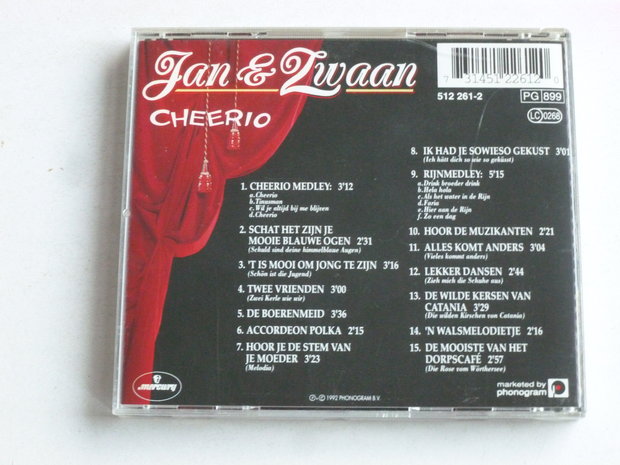 Jan & Zwaan
CHEERIO
7 31451 22612 0
512 261-2
PG 899
LC 0268
1. CHEERIO MEDLEY: 3'12
a. Cheerio
b. Tinusman
c. Wil je altijd bij me blijven
d. Cheerio
2. SCHAT HET ZIJN JE
MOOIE BLAUWE OGEN 2'31
(Schuld sind deine himmelblaue Augen)
3. 'T IS MOOI OM JONG TE ZIJN 3'16
(Schön ist die Jugend)
4. TWEE VRIENDEN 3'00
(Zwei Kerle wie wir)
5. DE BOERENMEID 3'36
6. ACCORDEON POLKA 2'15
7. HOOR JE DE STEM VAN
JE MOEDER 3'23
(Melodio)
8. IK HAD JE SOWIESO GEKUST 3'01
(Ich hätt dich so wie so geküsst)
9. RIJNMEDLEY: 5'15
a. Drink broeder drink
b. Hela hola
c. Als het water in de Rijn
d. Faria
e. Hier aan de Rijn
f. Zo een dag
10. HOOR DE MUZIKANTEN 2'21
11. ALLES KOMT ANDERS 3'04
(Vieles kommt anders)
12. LEKKER DANSEN 2'44
(Zieh mich die Schuhe aus)
13. DE WILDE KERSEN VAN
CATANIA 3'29
(Die wilden Kirschen von Catania)
14. 'N WALSMELODIETJE 2'16
15. DE MOOISTE VAN HET
DORPSCAFÉ 2'57
(Die Rose vom Wörthersee)
mercury
℗ © 1992 PHONOGRAM B.V.
marketed by
phonogram